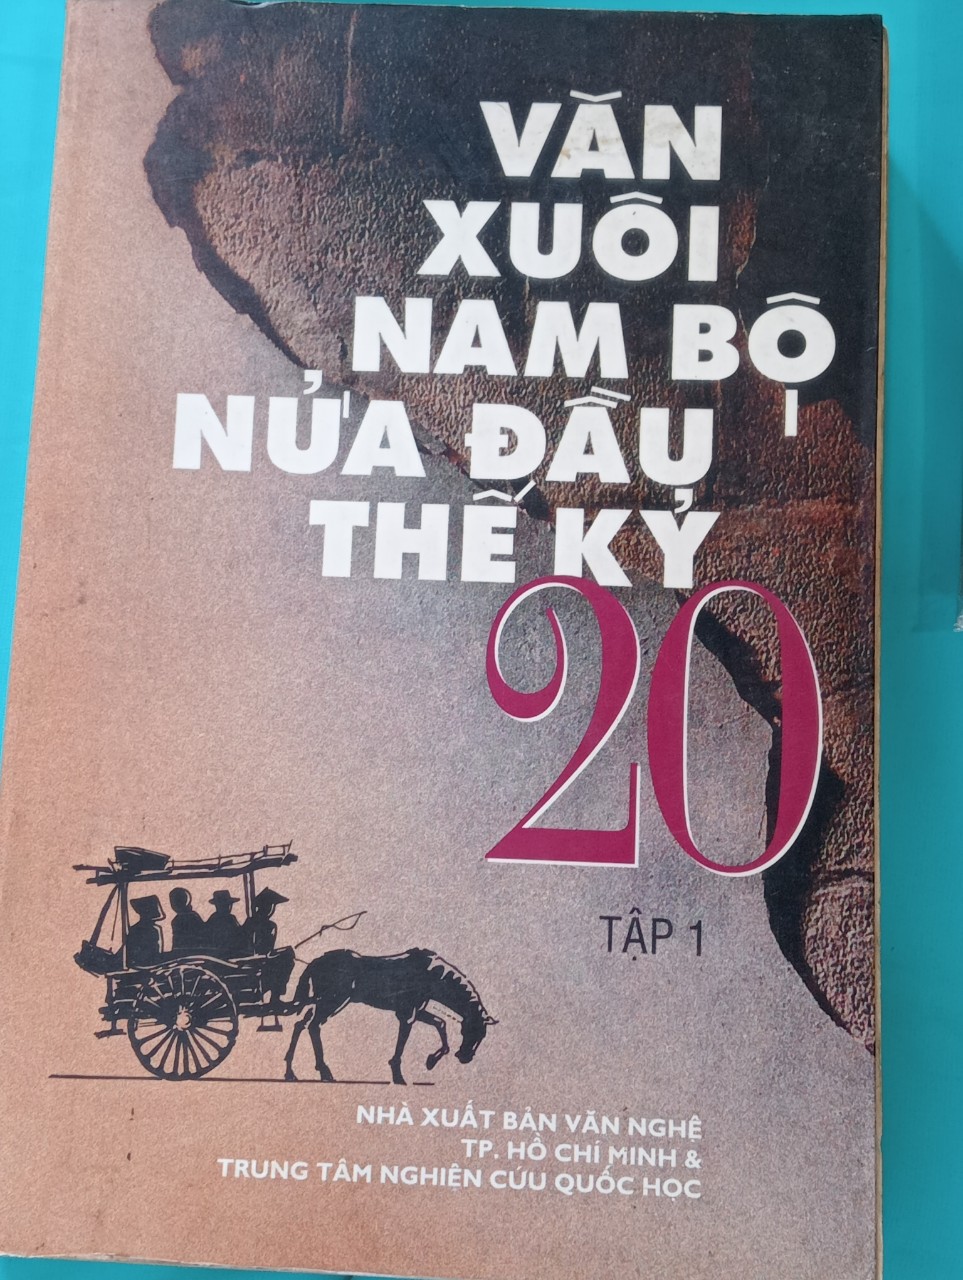 VĂN
XUÔI
NAM BỘ
NỬA ĐẦU
THẾ KỶ
20
TẬP 1
NHÀ XUẤT BẢN VĂN NGHỆ
TP. HỒ CHÍ MINH &
TRUNG TÂM NGHIÊN CỨU QUỐC HỌC